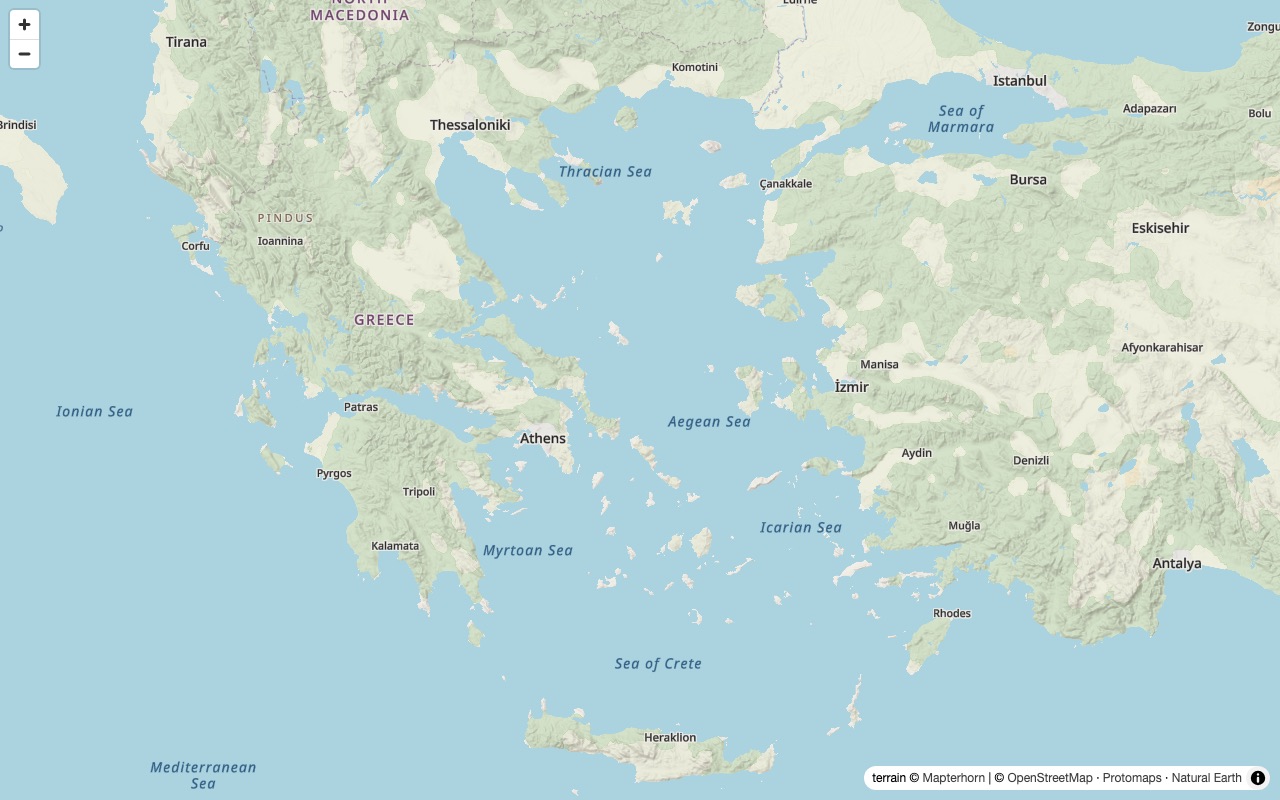 NORTH
MACEDONIA
Edirne
+
−
Tirana
Komotini
Istanbul
Brindisi
Thessaloniki
Sea of
Marmara
Adapazarı
Bolu
Thracian Sea
Çanakkale
Bursa
PINDUS
Eskisehir
Corfu
Ioannina
GREECE
Afyonkarahisar
Manisa
İzmir
Ionian Sea
Patras
Aegean Sea
Athens
Aydin
Denizli
Pyrgos
Tripoli
Icarian Sea
Muğla
Kalamata
Myrtoan Sea
Antalya
Rhodes
Sea of Crete
Heraklion
Mediterranean
Sea
terrain © Mapterhorn | © OpenStreetMap · Protomaps · Natural Earth